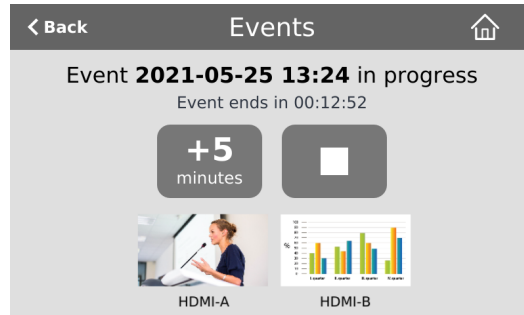 Back
Events
Event 2021-05-25 13:24 in progress
Event ends in 00:12:52
+5
minutes
%
HDMI-A
HDMI-B